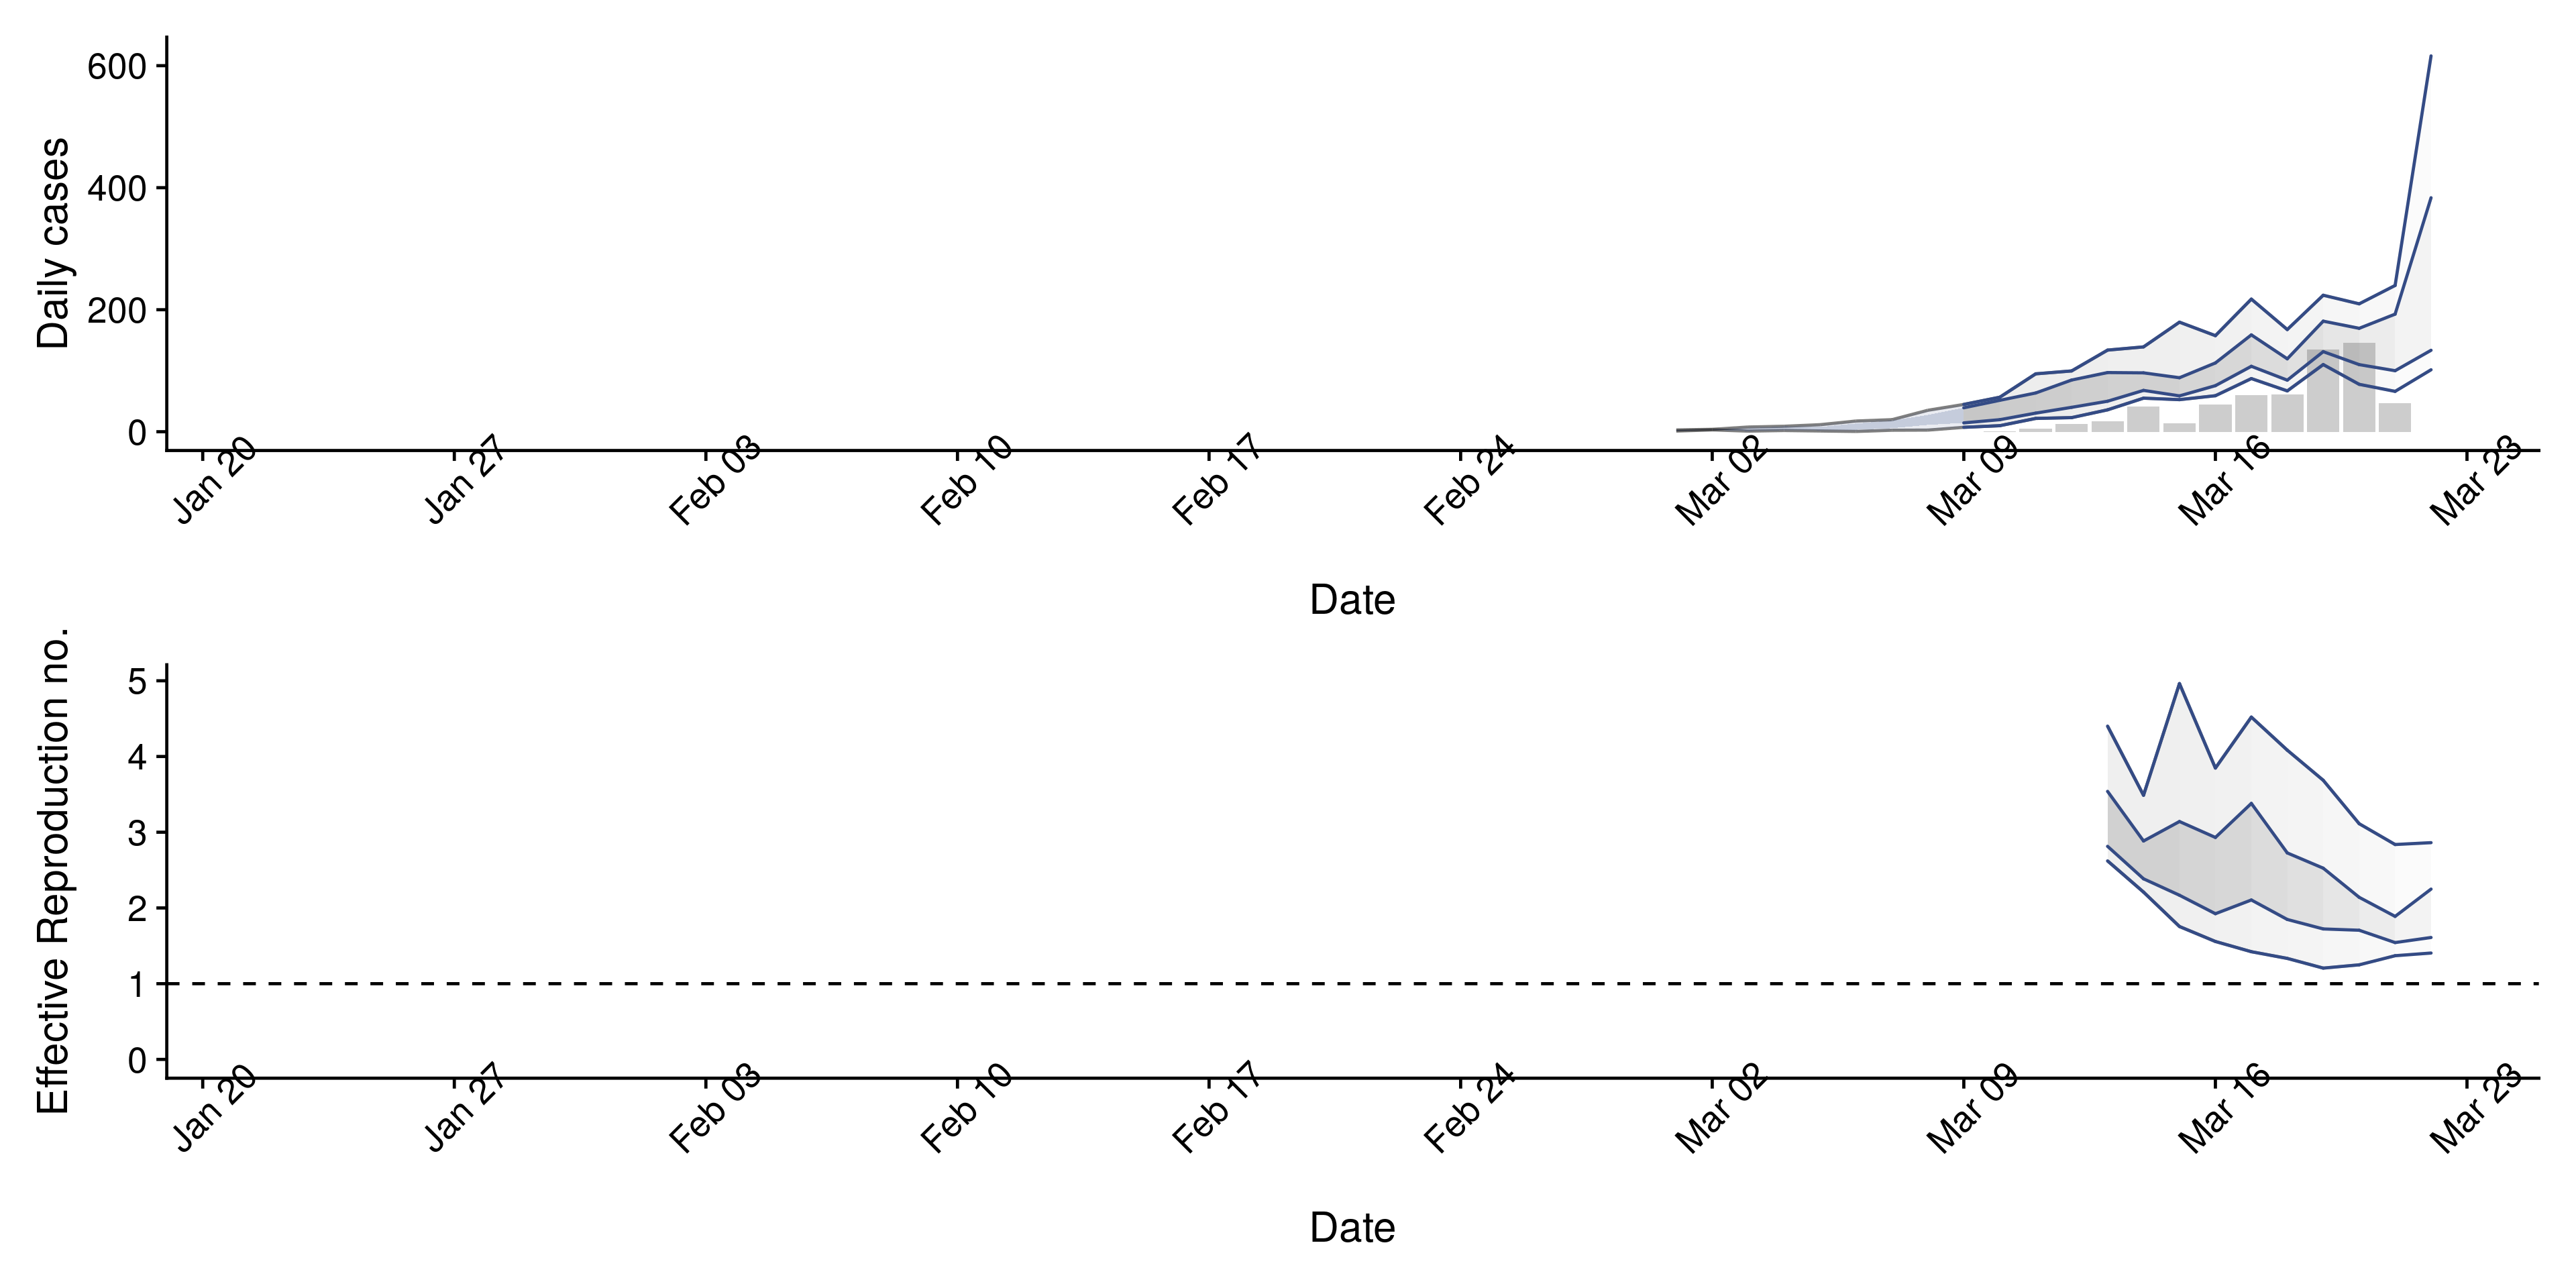 Daily cases
600
400
200
0
Jan 20
Jan 27
Feb 03
Feb 10
Feb 17
Feb 24
Mar 02
Mar 09
Mar 16
Mar 23
Date
Effective Reproduction no.
5
4
3
2
1
0
Jan 20
Jan 27
Feb 03
Feb 10
Feb 17
Feb 24
Mar 02
Mar 09
Mar 16
Mar 23
Date